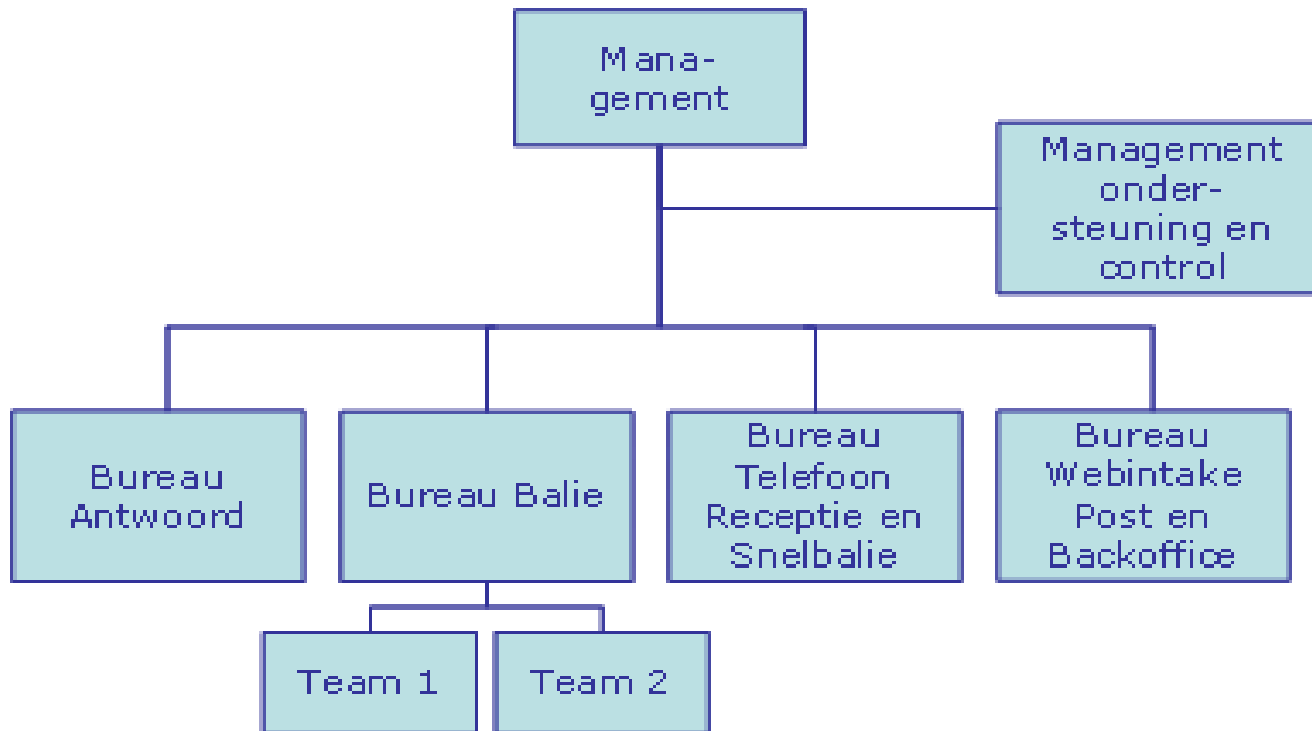 Mana-
gement
Management
onder-
steuning en
control
Bureau
Antwoord
Bureau Balie
Bureau
Telefoon
Receptie en
Snelbalie
Bureau
Webintake
Post en
Backoffice
Team 1
Team 2